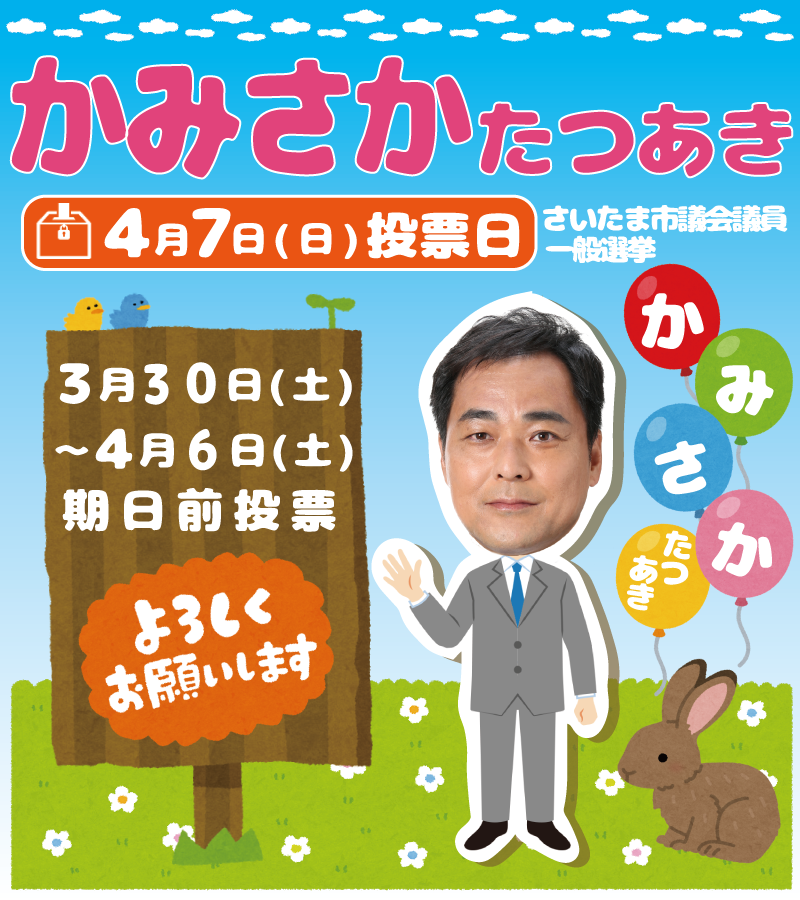 かみさかたつあき
4月7日(日)投票日
さいたま市議会議員
一般選挙
3月30日(土)
〜4月6日(土)
期日前投票
よろしく
お願いします
か
み
さ
か
たつ
あき